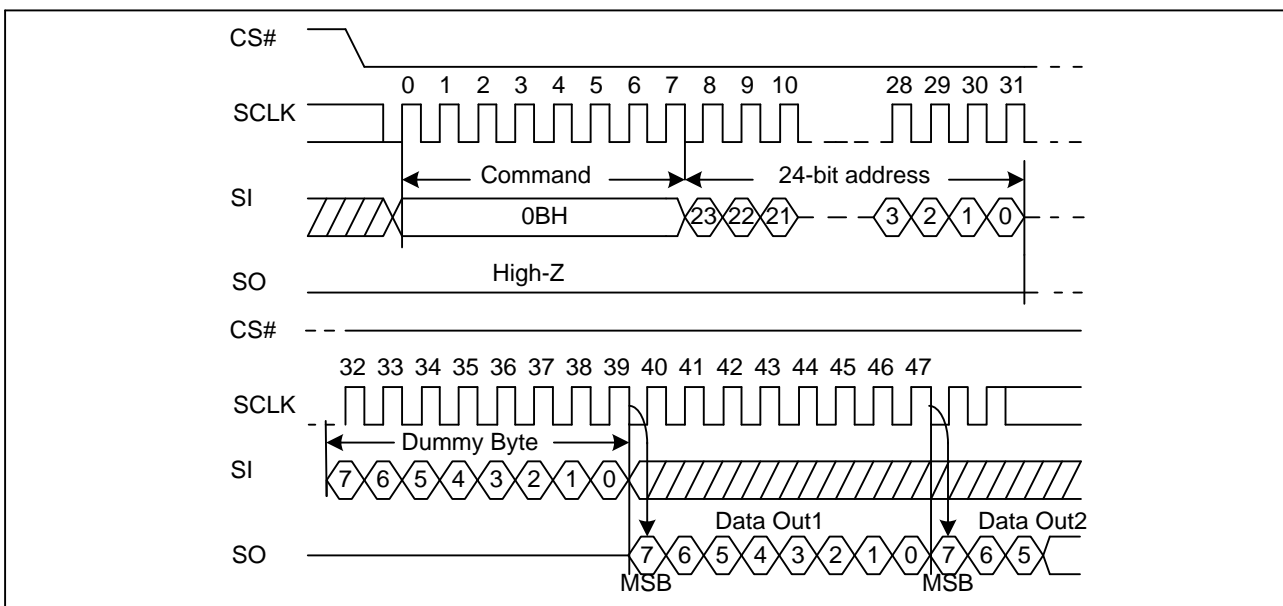 CS#
0 1 2 3 4 5 6 7 8 9 10 28 29 30 31
SCLK
Command 24-bit address
SI
0BH 23 22 21 3 2 1 0
High-Z
SO
CS#
32 33 34 35 36 37 38 39 40 41 42 43 44 45 46 47
SCLK
Dummy Byte
SI
7 6 5 4 3 2 1 0
Data Out1 Data Out2
SO
7 6 5 4 3 2 1 0 7 6 5
MSB MSB